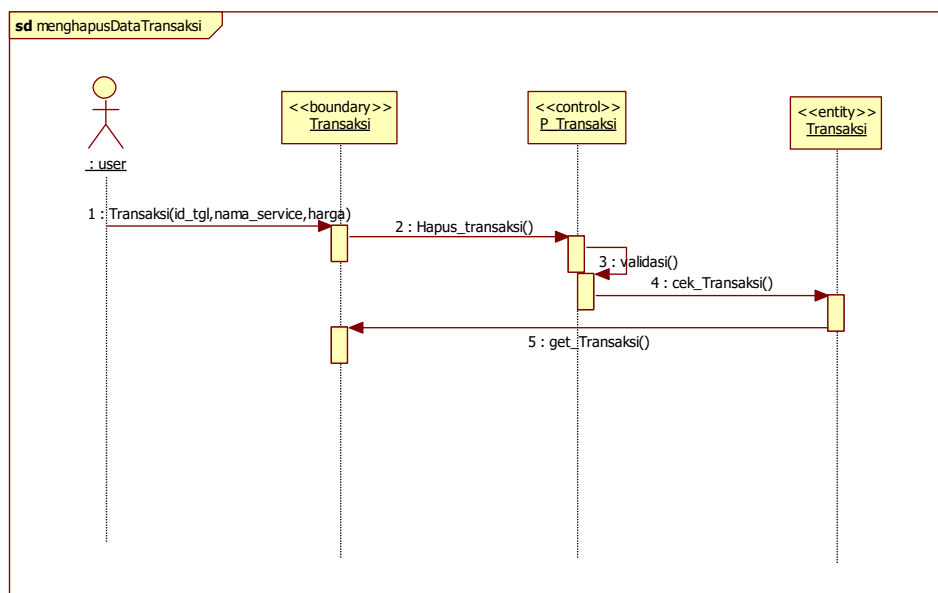 sd menghapusDataTransaksi
: user
<<boundary>>
Transaksi
<<control>>
P_Transaksi
<<entity>>
Transaksi
1 : Transaksi(id_tgl,nama_service,harga)
2 : Hapus_transaksi()
3 : validasi()
4 : cek_Transaksi()
5 : get_Transaksi()